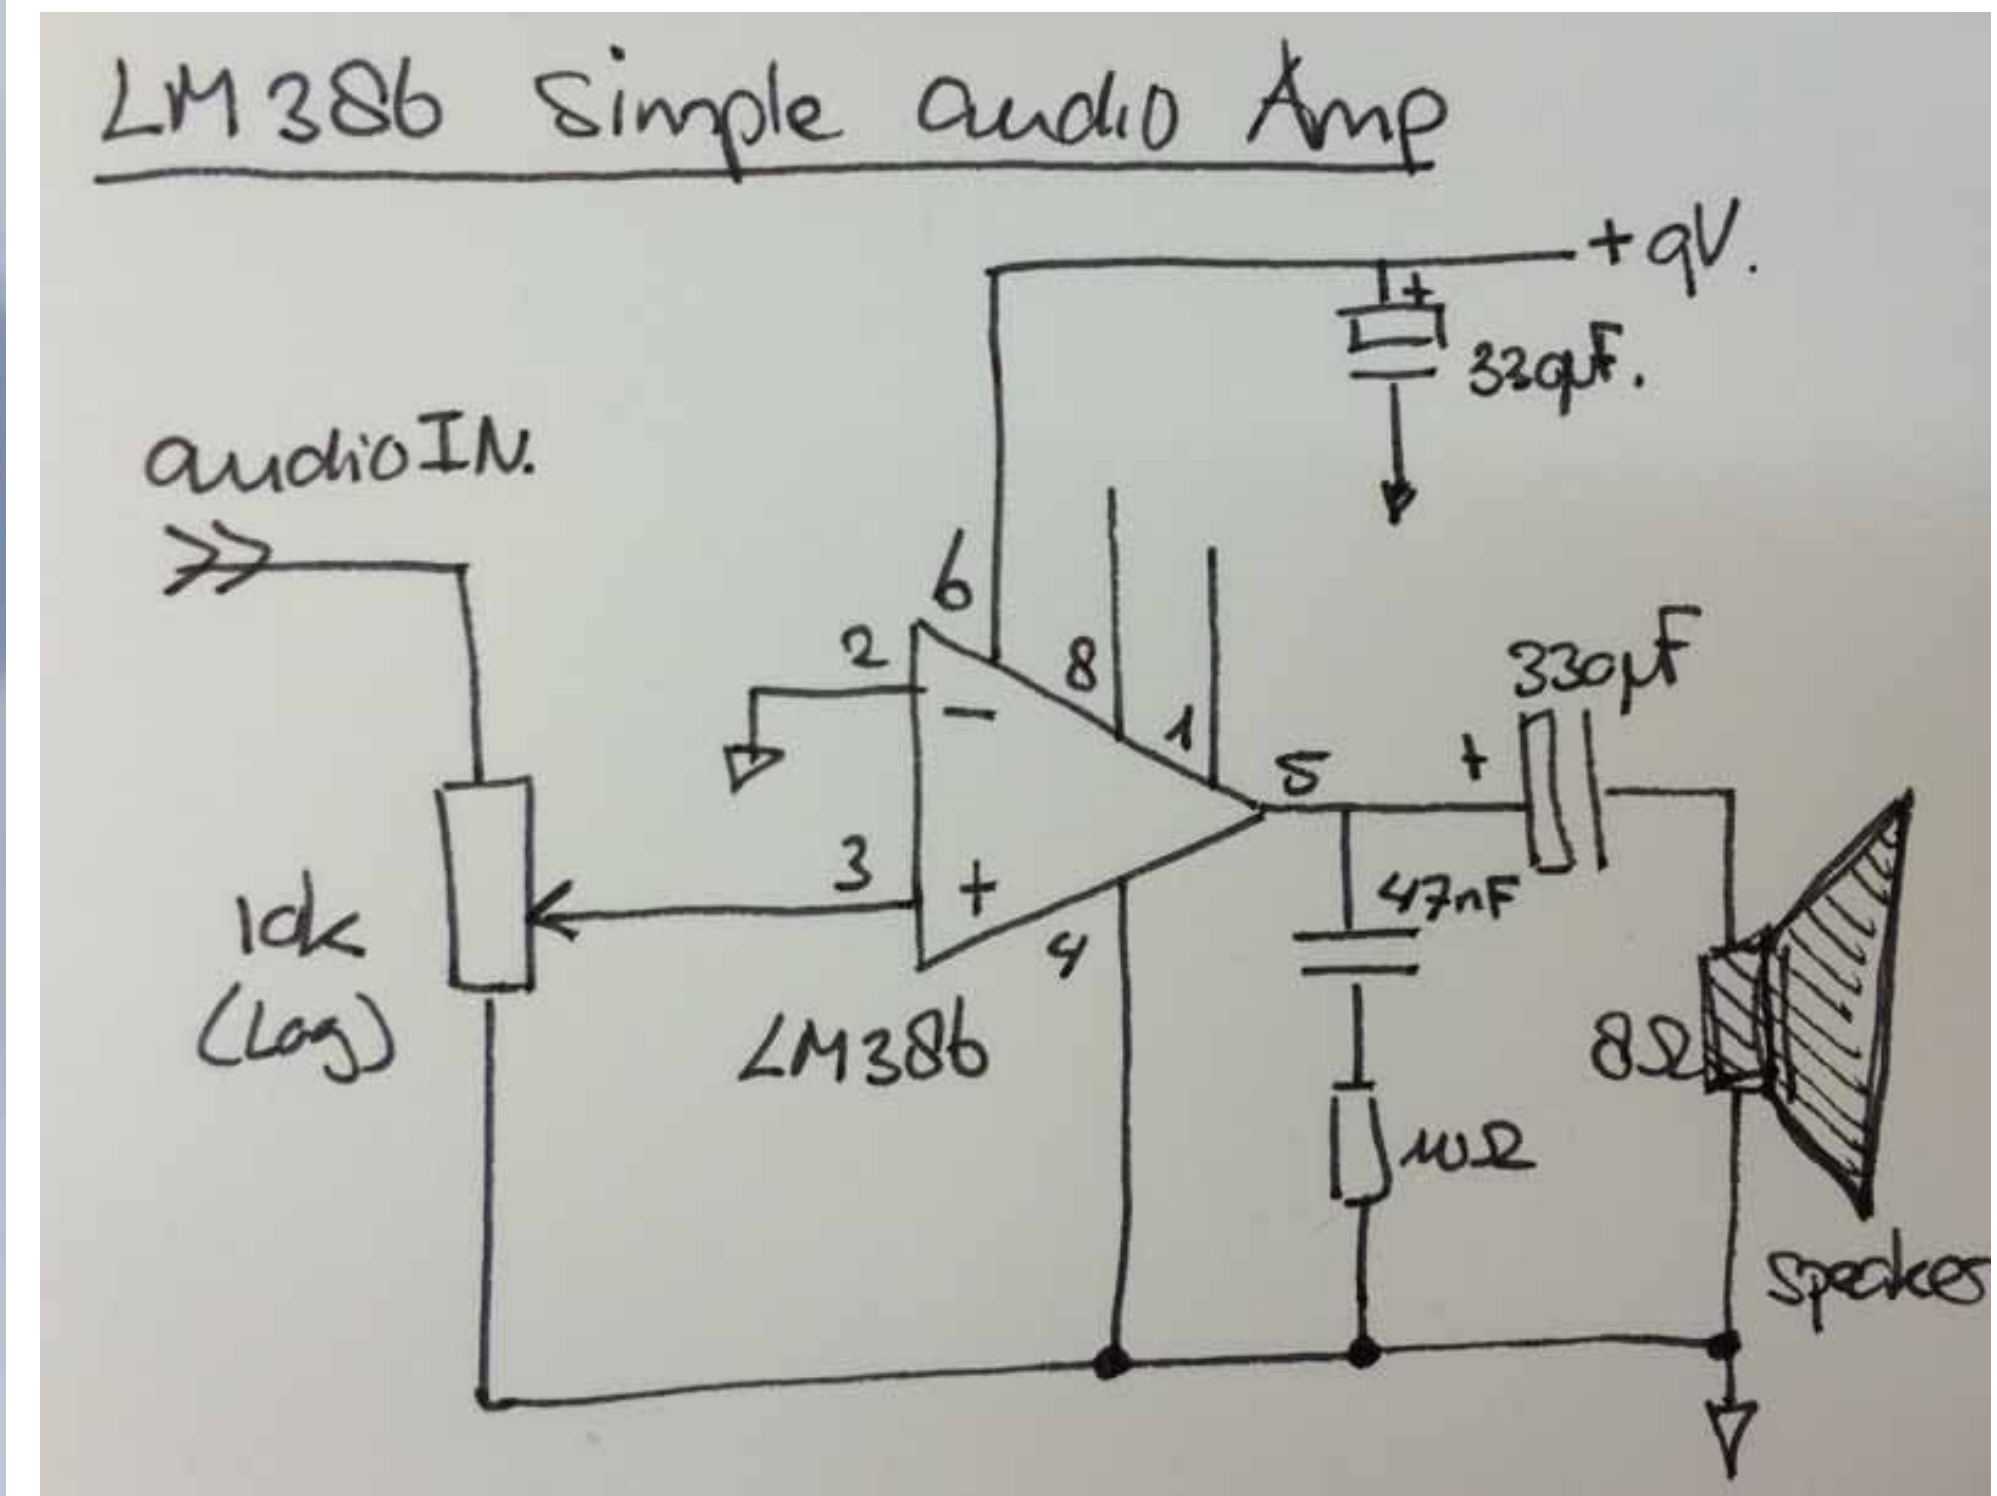 LM386 Simple audio Amp
+9V.
+
330µF.
audio IN.
6
2
8
1
330µF
-
5
+
3
+
47nF
10k
4
(Log)
LM386
8Ω
10Ω
speaker